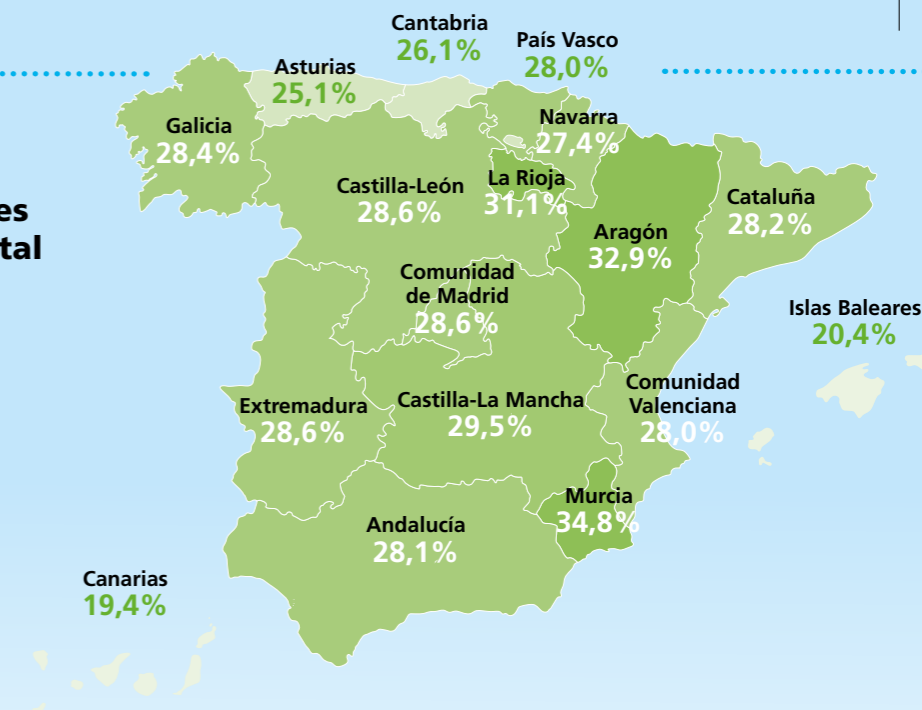 Cantabria
26,1%
País Vasco
28,0%
Asturias
25,1%
Galicia
28,4%
Navarra
27,4%
es
tal
Castilla-León
28,6%
La Rioja
31,1%
Aragón
32,9%
Cataluña
28,2%
Comunidad
de Madrid
28,6%
Islas Baleares
20,4%
Extremadura
28,6%
Castilla-La Mancha
29,5%
Comunidad
Valenciana
28,0%
Murcia
34,8%
Andalucía
28,1%
Canarias
19,4%